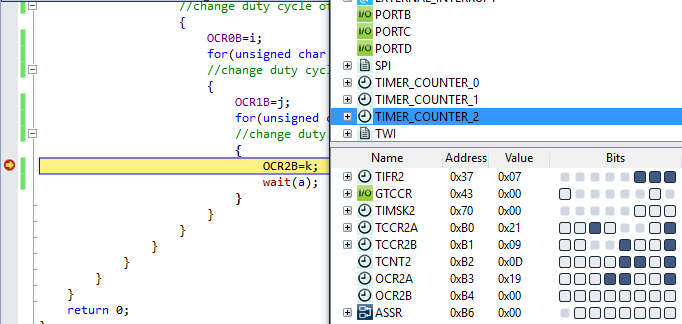 //change duty cycle o
{
OCR0B=i;
for(unsigned char
//change duty cycl
{
OCR1B=j;
for(unsigned c
//change duty
{
OCR2B=k;
wait(a);
}
}
}
}
}
}
}
return 0;
EXTERNAL_INTERRUPT
I/O PORTB
I/O PORTC
I/O PORTD
SPI
TIMER_COUNTER_0
TIMER_COUNTER_1
TIMER_COUNTER_2
TWI
Name Address Value Bits
TIFR2 0x37 0x07
I/O GTCCR 0x43 0x00
TIMSK2 0x70 0x00
TCCR2A 0xB0 0x21
TCCR2B 0xB1 0x09
TCNT2 0xB2 0x0D
OCR2A 0xB3 0x19
OCR2B 0xB4 0x00
ASSR 0xB6 0x00